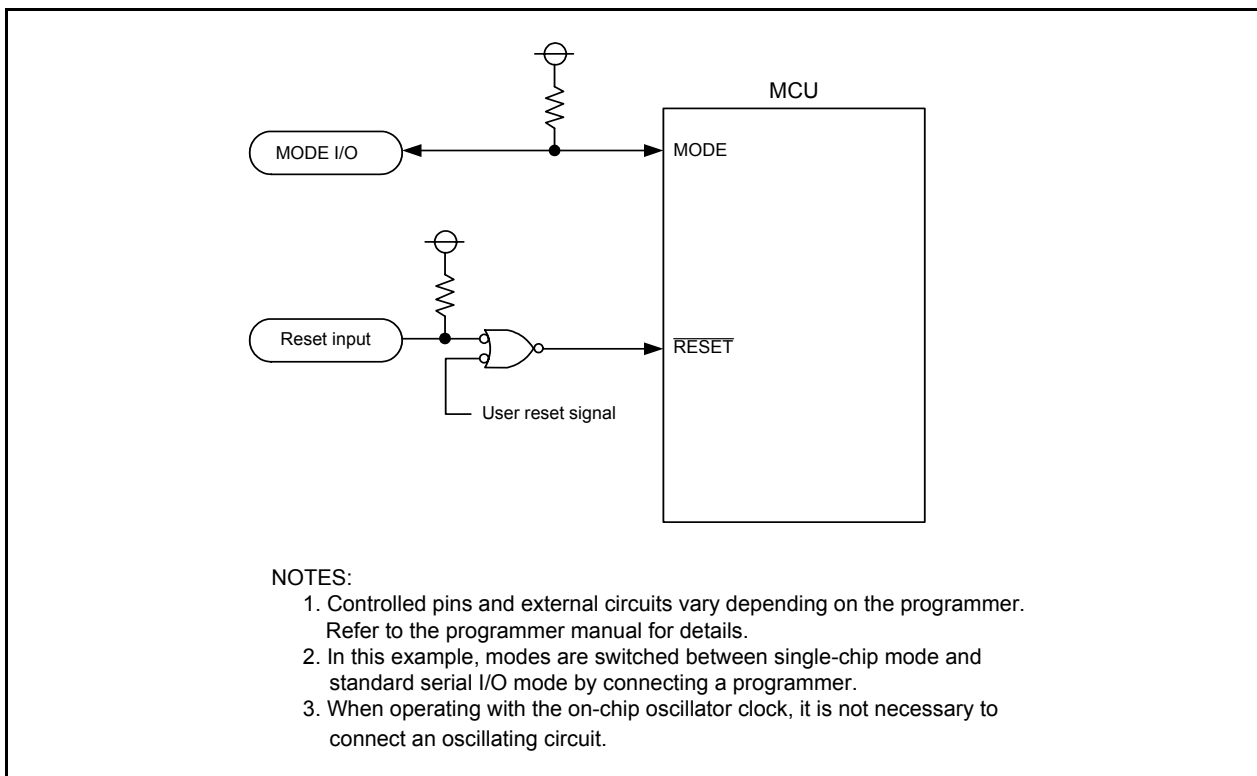 MCU
MODE I/O
MODE
Reset input
RESET
User reset signal
NOTES:
1. Controlled pins and external circuits vary depending on the programmer.
Refer to the programmer manual for details.
2. In this example, modes are switched between single-chip mode and
standard serial I/O mode by connecting a programmer.
3. When operating with the on-chip oscillator clock, it is not necessary to
connect an oscillating circuit.